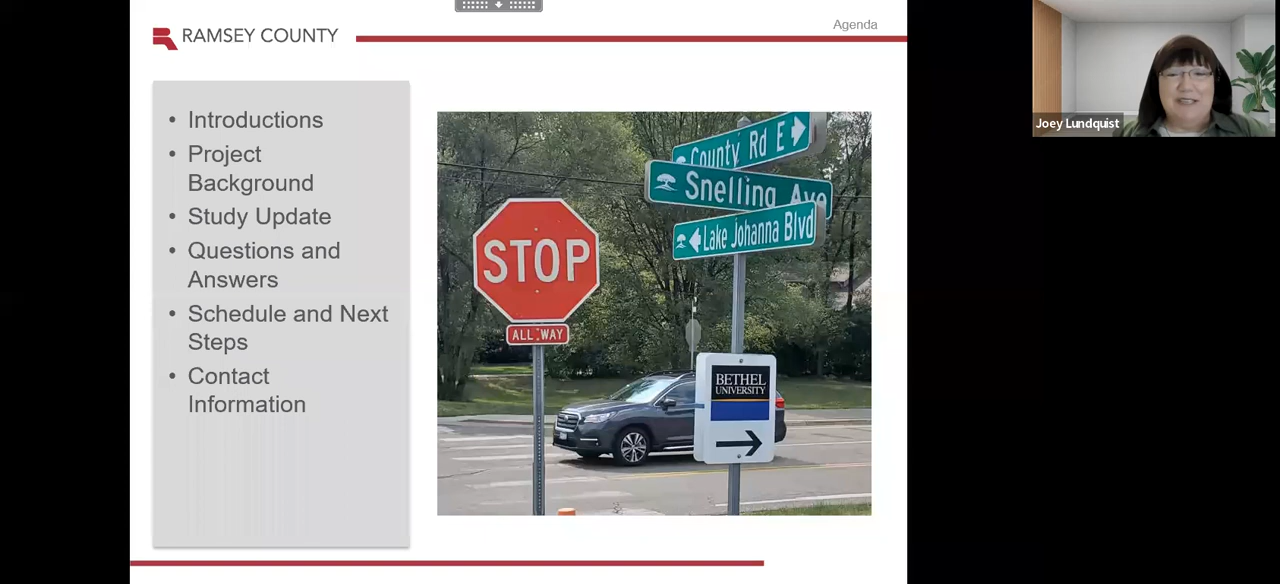 RAMSEY COUNTY
Agenda
• Introductions
• Project
Background
• Study Update
• Questions and
Answers
• Schedule and Next
Steps
• Contact
Information
County Rd E
Snelling Ave
Lake Johanna Blvd
STOP
ALL WAY
BETHEL
UNIVERSITY
Joey Lundquist